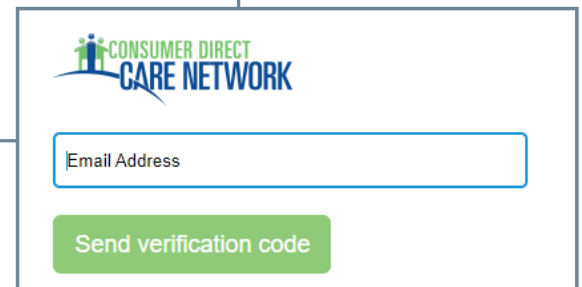 CONSUMER DIRECT
CARE NETWORK
Email Address
Send verification code